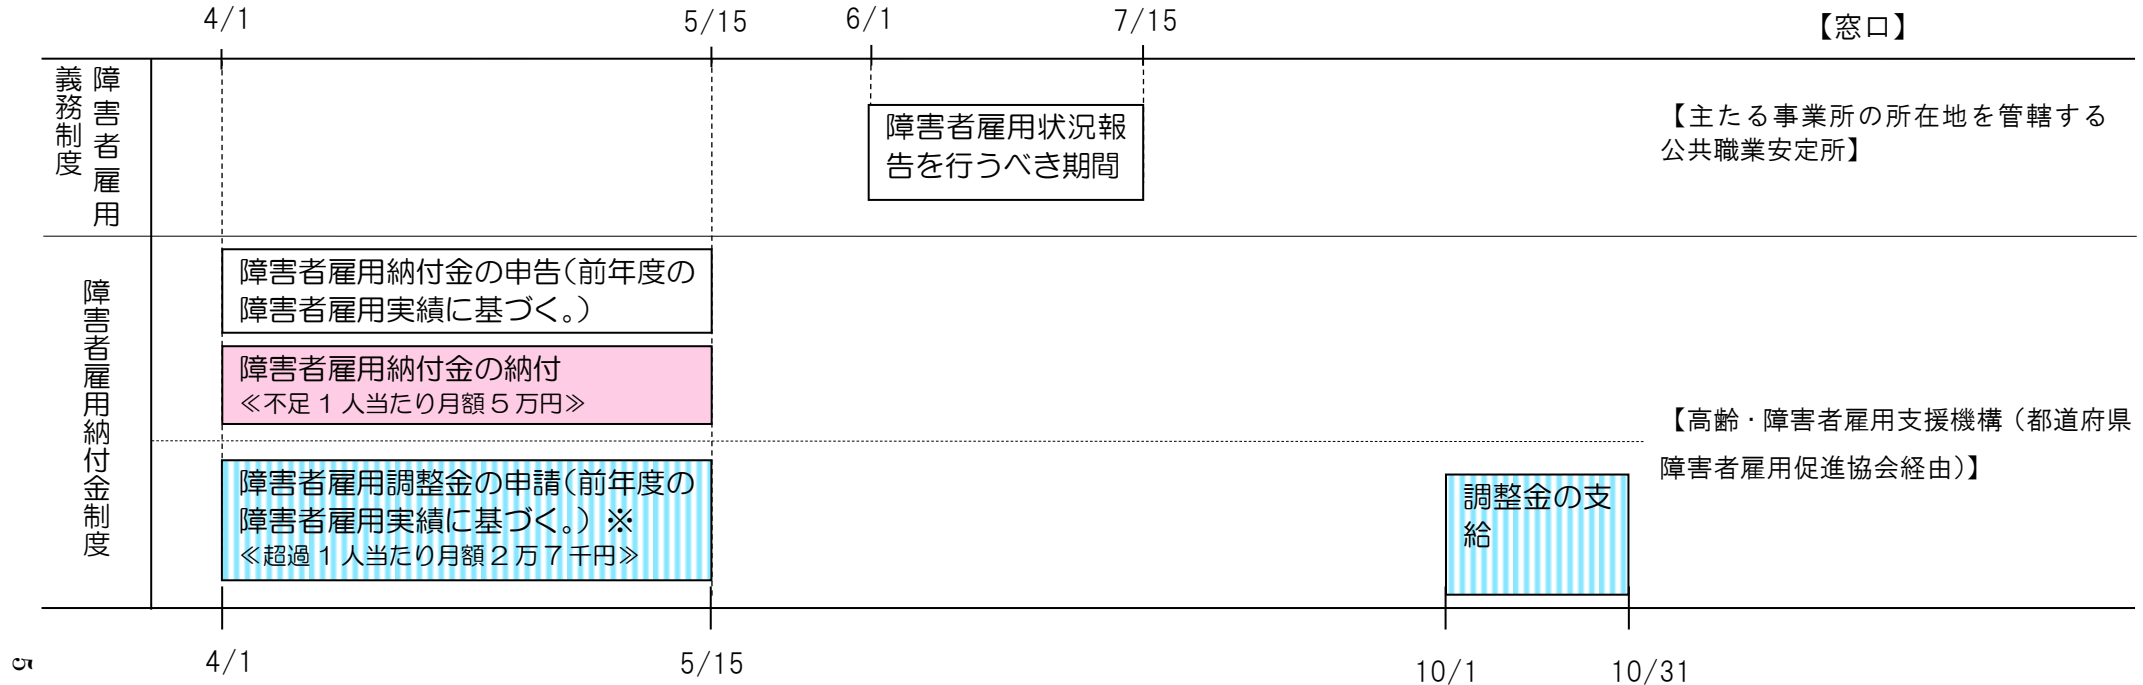 4/1
5/15
6/1
7/15
【窓口】
障害者雇用
義務制度
障害者雇用状況報
告を行うべき期間
【主たる事業所の所在地を管轄する
公共職業安定所】
障害者雇用納付金制度
障害者雇用納付金の申告(前年度の
障害者雇用実績に基づく。)
障害者雇用納付金の納付
≪不足1人当たり月額5万円≫
障害者雇用調整金の申請(前年度の
障害者雇用実績に基づく。)※
≪超過1人当たり月額2万7千円≫
調整金の支
給
【高齢・障害者雇用支援機構(都道府県
障害者雇用促進協会経由)】
4/1
5/15
10/1
10/31
5